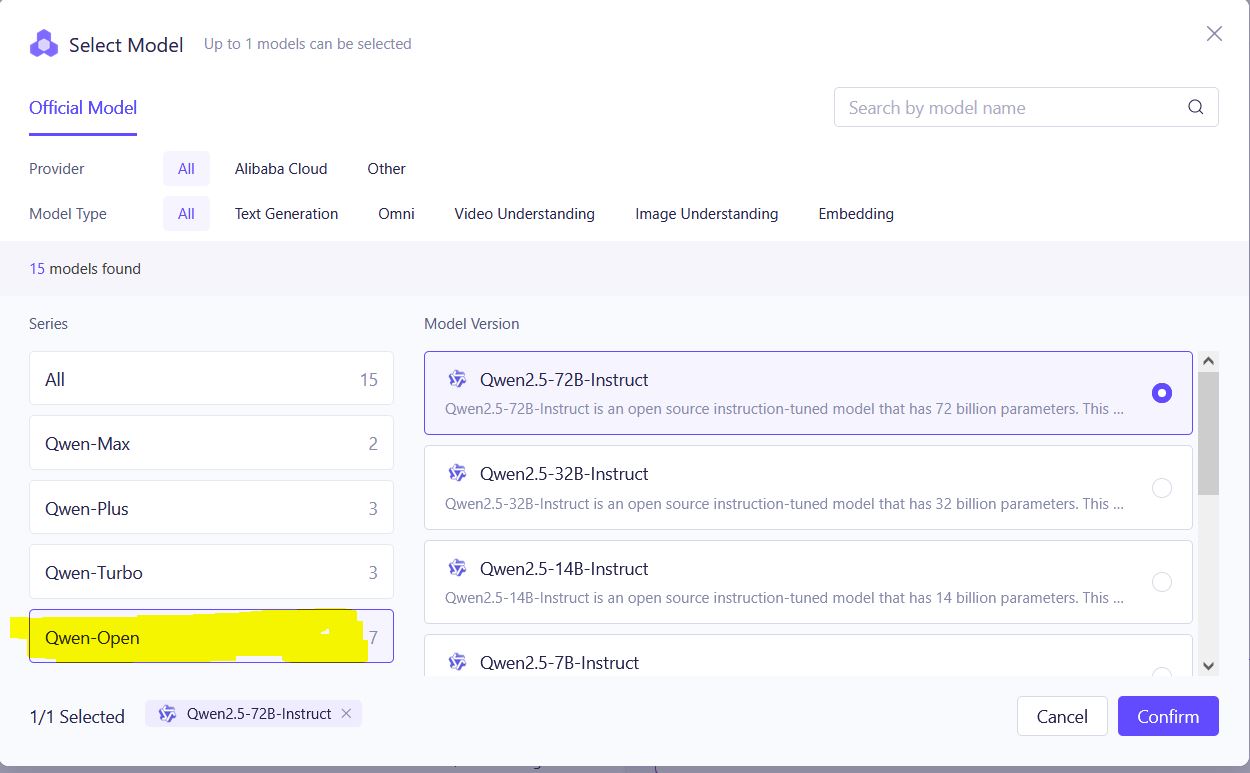 Select Model Up to 1 models can be selected
Official Model
Search by model name
Provider All Alibaba Cloud Other
Model Type All Text Generation Omni Video Understanding Image Understanding Embedding
15 models found
Series
All 15
Qwen-Max 2
Qwen-Plus 3
Qwen-Turbo 3
Qwen-Open 7
Model Version
Qwen2.5-72B-Instruct
Qwen2.5-72B-Instruct is an open source instruction-tuned model that has 72 billion parameters. This ...
Qwen2.5-32B-Instruct
Qwen2.5-32B-Instruct is an open source instruction-tuned model that has 32 billion parameters. This ...
Qwen2.5-14B-Instruct
Qwen2.5-14B-Instruct is an open source instruction-tuned model that has 14 billion parameters. This ...
Qwen2.5-7B-Instruct
1/1 Selected Qwen2.5-72B-Instruct
Cancel Confirm